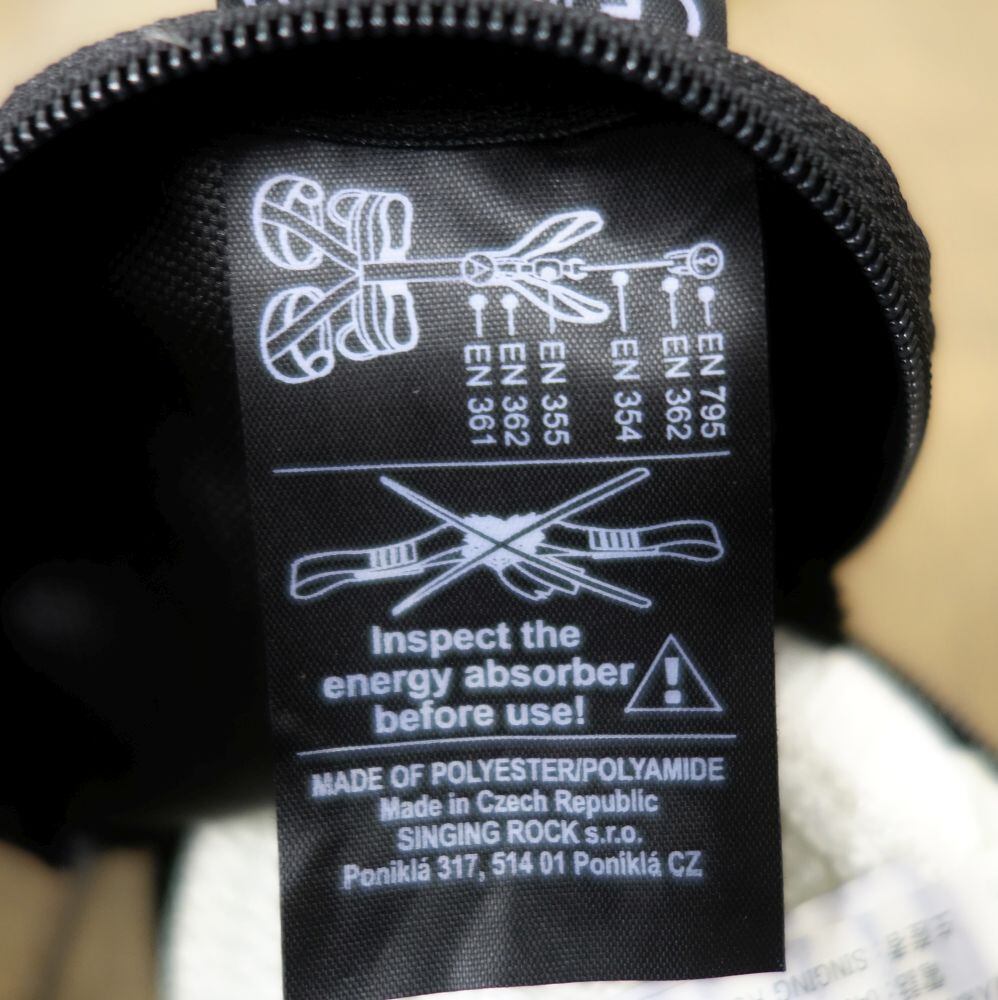 EN 361
EN 362
EN 355
EN 354
EN 362
EN 795
Inspect the
energy absorber
before use!
!
MADE OF POLYESTER/POLYAMIDE
Made in Czech Republic
SINGING ROCK s.r.o.
Poniklá 317, 514 01 Poniklá CZ
SINGING